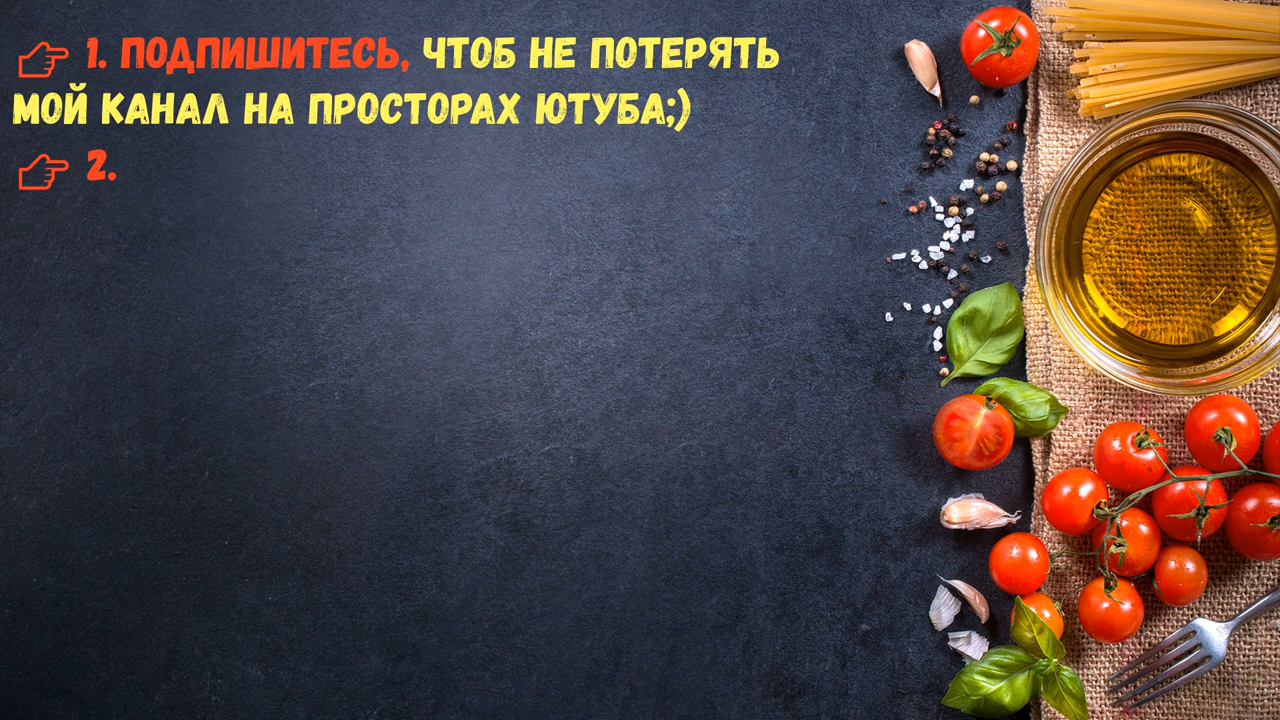 👉 1. ПОДПИШИТЕСЬ, ЧТОБ НЕ ПОТЕРЯТЬ
МОЙ КАНАЛ НА ПРОСТОРАХ ЮТУБА;)
👉 2.